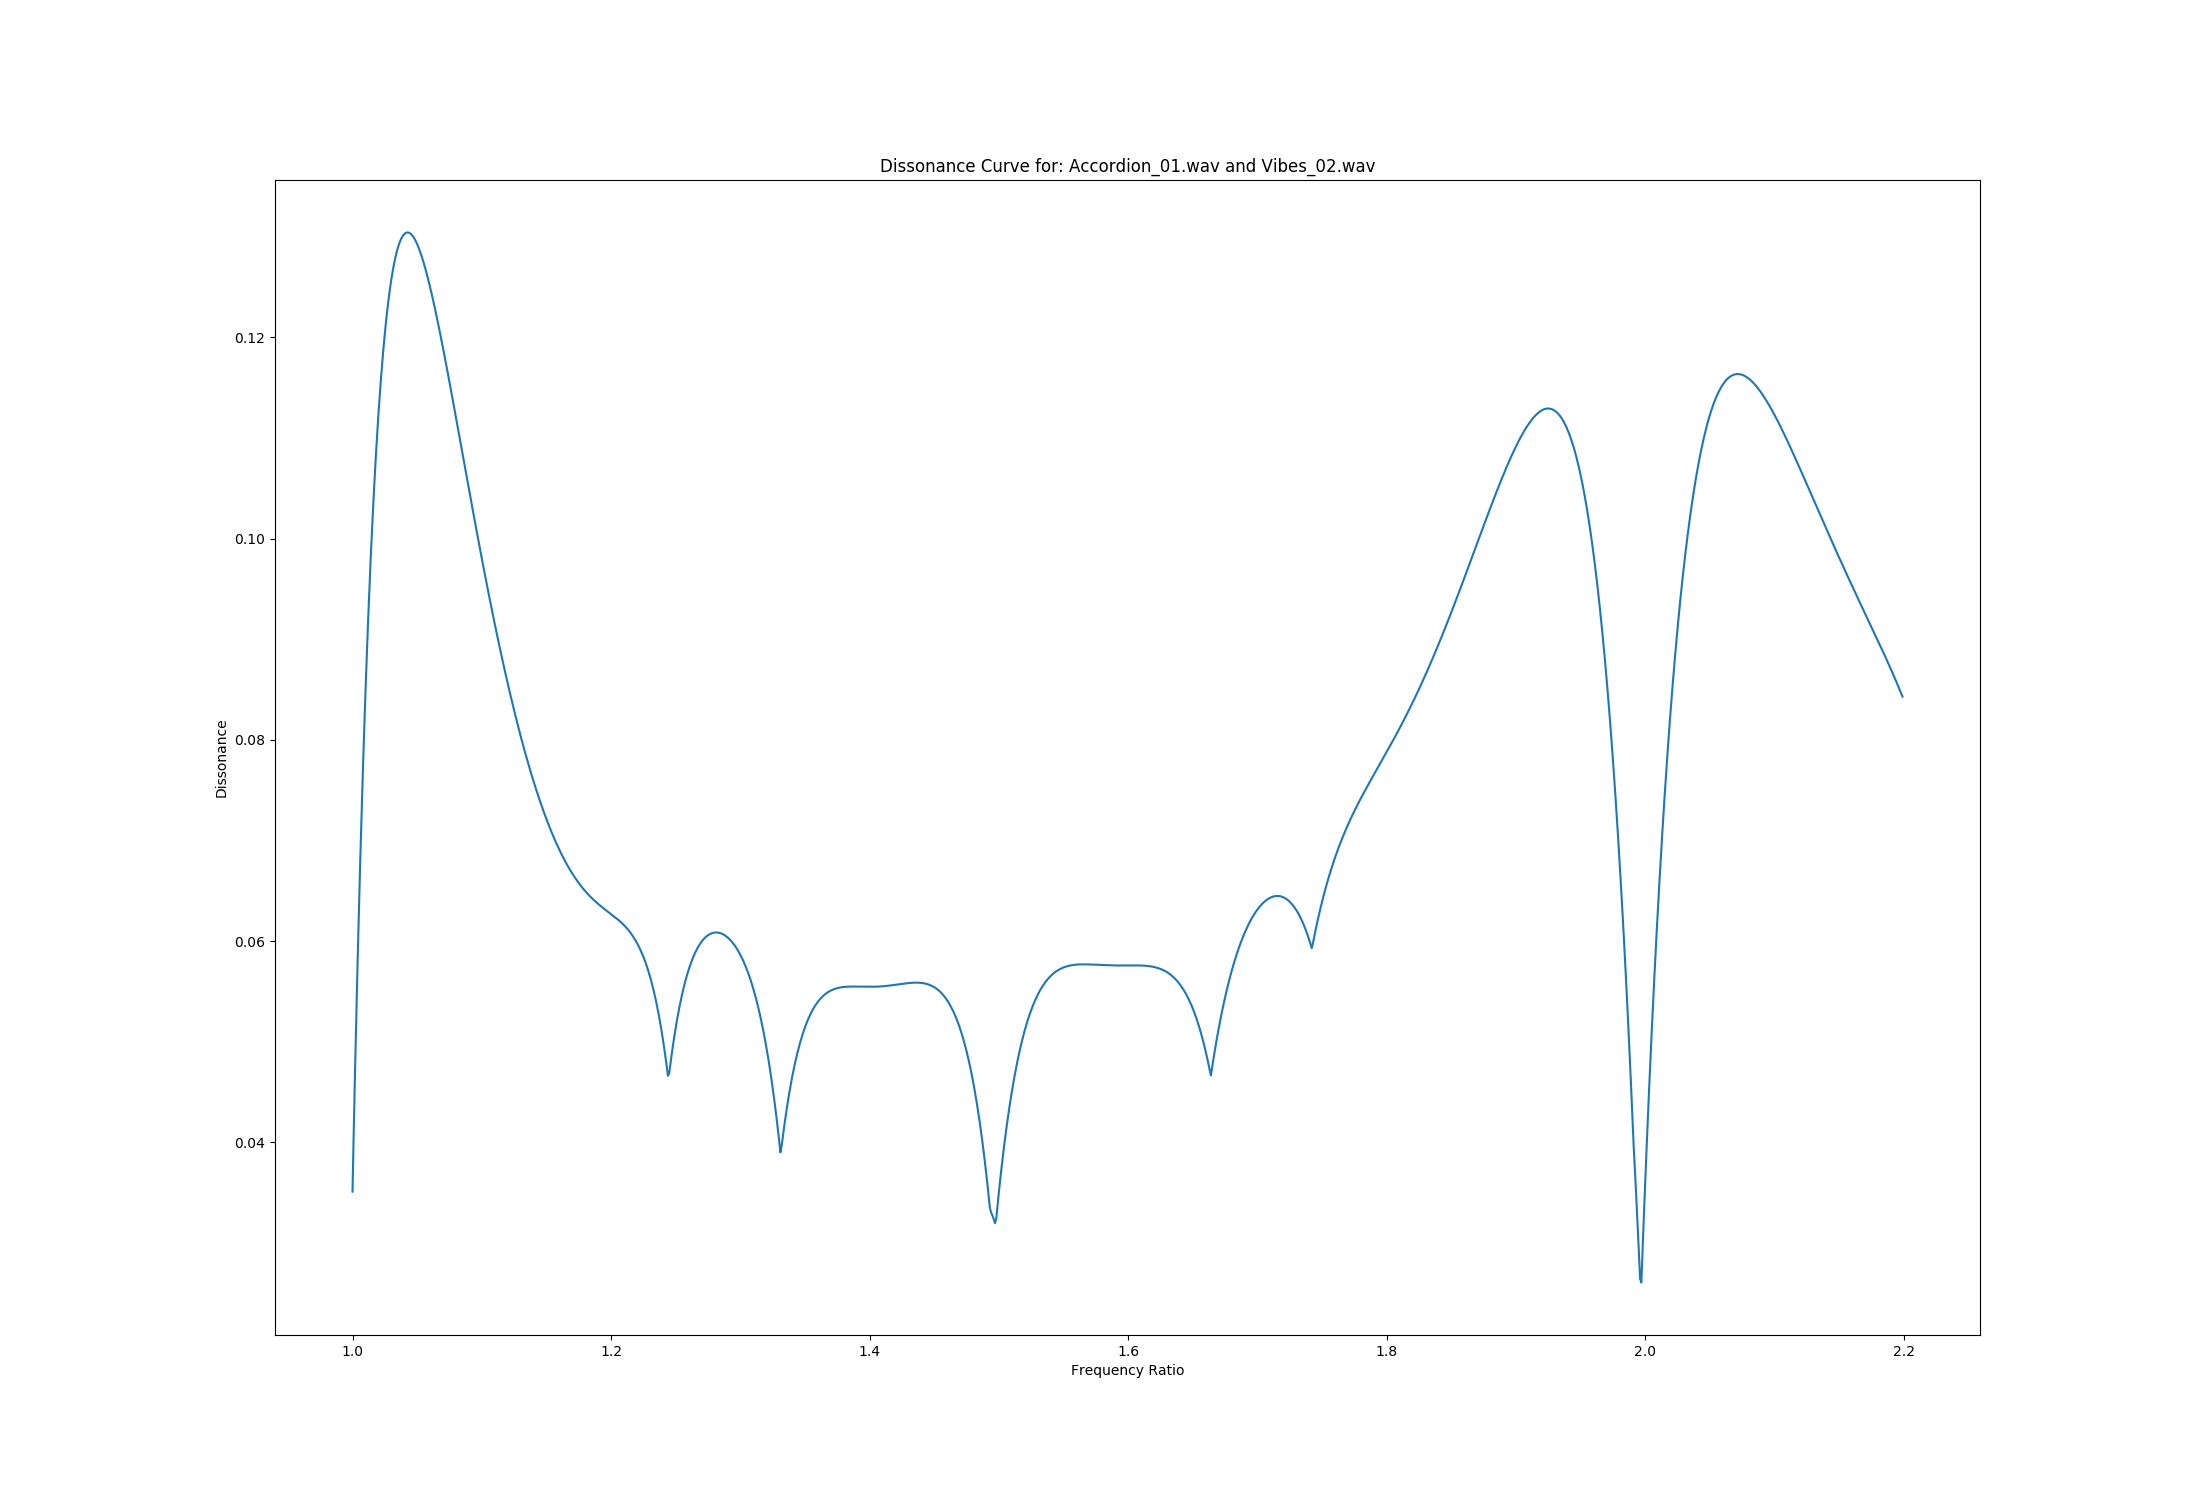 Dissonance Curve for: Accordion_01.wav and Vibes_02.wav
Dissonance
0.12
0.10
0.08
0.06
0.04
1.0 1.2 1.4 1.6 1.8 2.0 2.2
Frequency Ratio